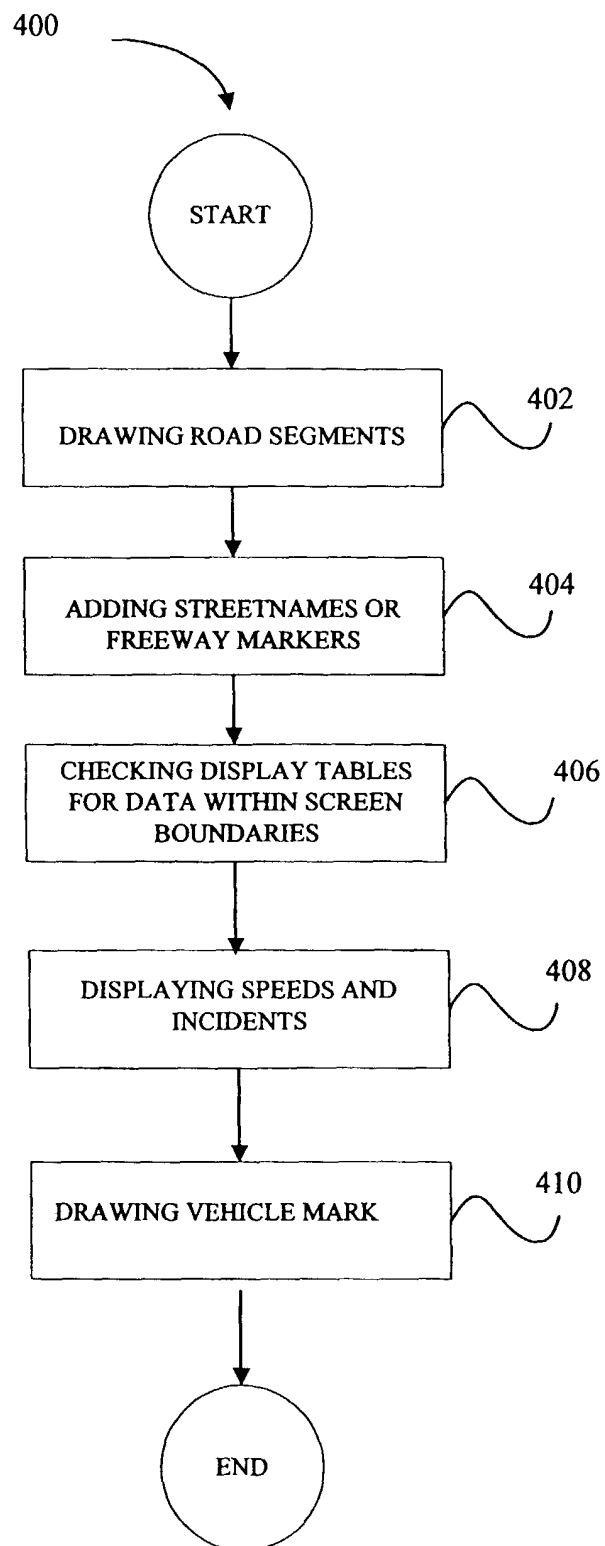 400
START
DRAWING ROAD SEGMENTS
402
ADDING STREETNAMES OR
FREEWAY MARKERS
404
CHECKING DISPLAY TABLES
FOR DATA WITHIN SCREEN
BOUNDARIES
406
DISPLAYING SPEEDS AND
INCIDENTS
408
DRAWING VEHICLE MARK
410
END